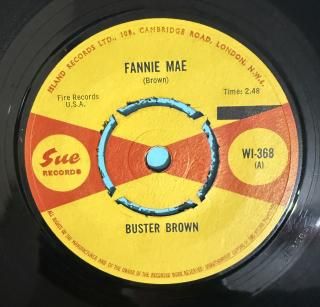 ISLAND RECORDS LTD., 108, CAMBRIDGE ROAD, LONDON, N.W.6.
FANNIE MAE
(Brown)
Fire Records
U.S.A.
Time: 2.48
Sue
RECORDS
WI-368
(A)
BUSTER BROWN
ALL RIGHTS OF THE MANUFACTURER AND OF THE OWNER OF THE RECORDED WORK RESERVED. UNAUTHORISED